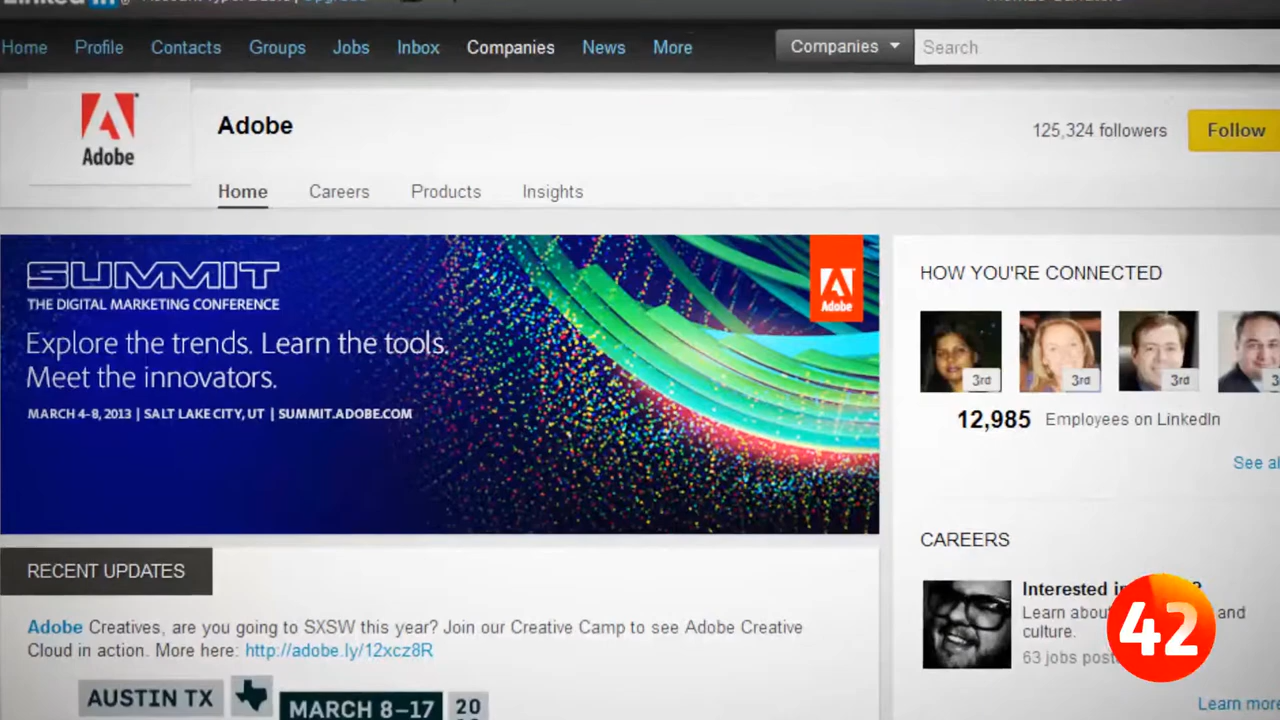 Home Profile Contacts Groups Jobs Inbox Companies News More Companies Search
Adobe
Adobe
125,324 followers
Follow
Home Careers Products Insights
SUMMIT
THE DIGITAL MARKETING CONFERENCE
Explore the trends. Learn the tools.
Meet the innovators.
MARCH 4-8, 2013 | SALT LAKE CITY, UT | SUMMIT.ADOBE.COM
Adobe
HOW YOU'RE CONNECTED
3rd 3rd 3rd
12,985 Employees on LinkedIn
RECENT UPDATES
Adobe Creatives, are you going to SXSW this year? Join our Creative Camp to see Adobe Creative
Cloud in action. More here: http://adobe.ly/12xcz8R
AUSTIN TX
MARCH 8–17
20
CAREERS
Interested
Learn and
culture.
63 jobs
Learn more
42